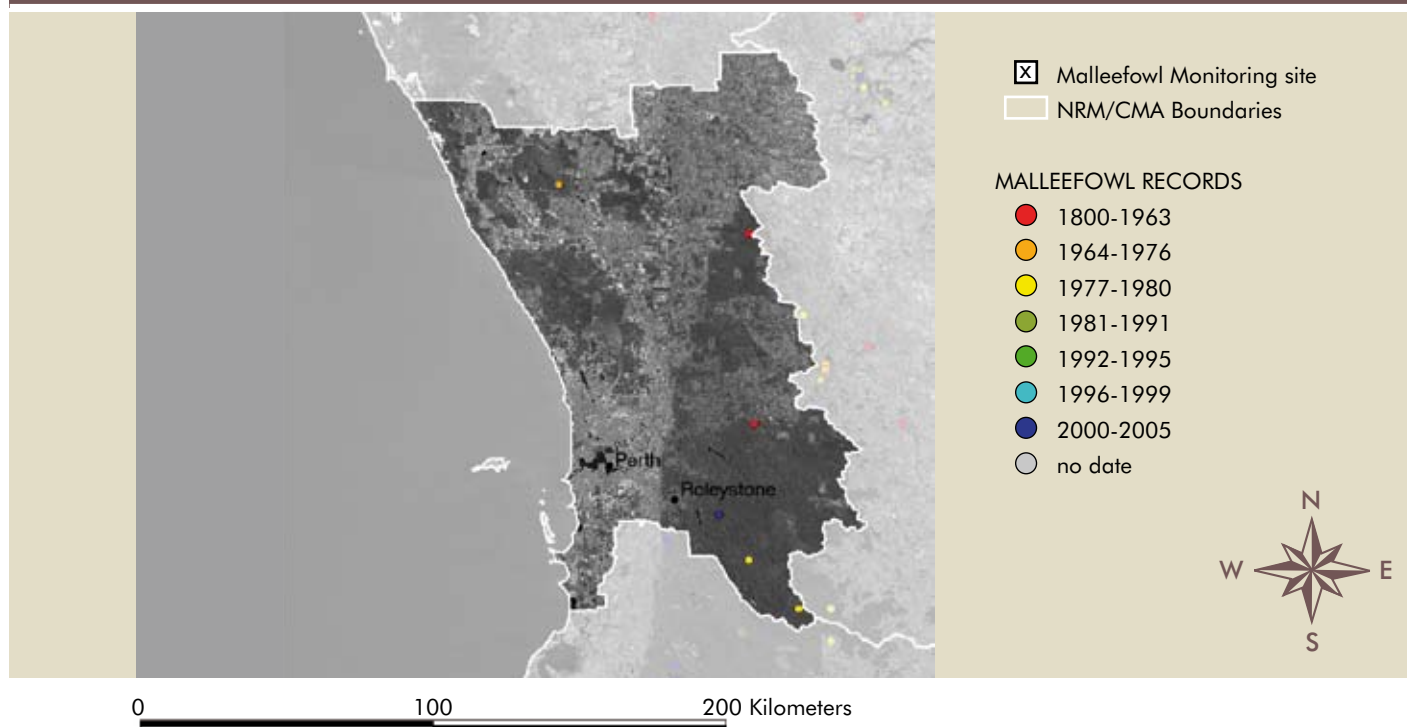 X Malleefowl Monitoring site
NRM/CMA Boundaries
MALLEEFOWL RECORDS
1800-1963
1964-1976
1977-1980
1981-1991
1992-1995
1996-1999
2000-2005
no date
Perth
Roleystone
N
W E
S
0 100 200 Kilometers